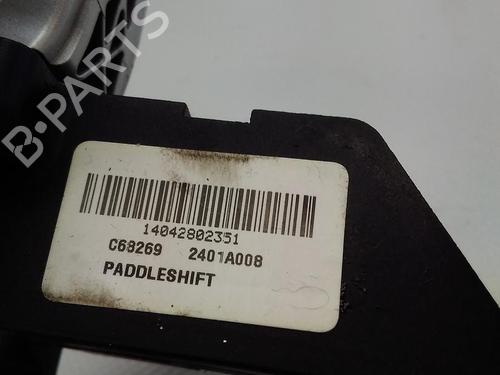 B-PARTS
14042802351
C68269 2401A008
PADDLESHIFT